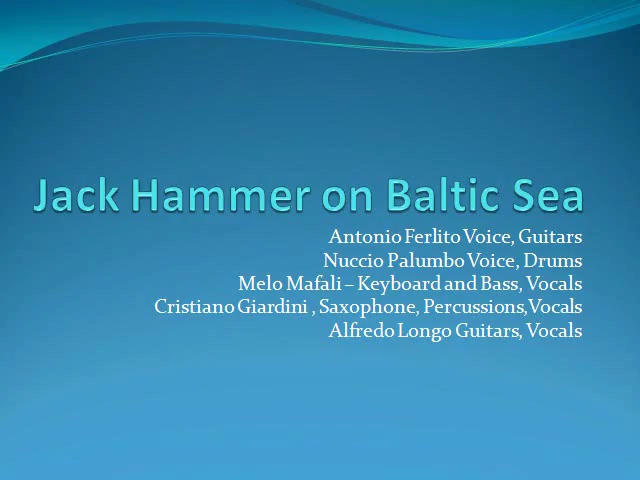 Jack Hammer on Baltic Sea
Antonio Ferlito Voice, Guitars
Nuccio Palumbo Voice, Drums
Melo Mafali – Keyboard and Bass, Vocals
Cristiano Giardini , Saxophone, Percussions,Vocals
Alfredo Longo Guitars, Vocals